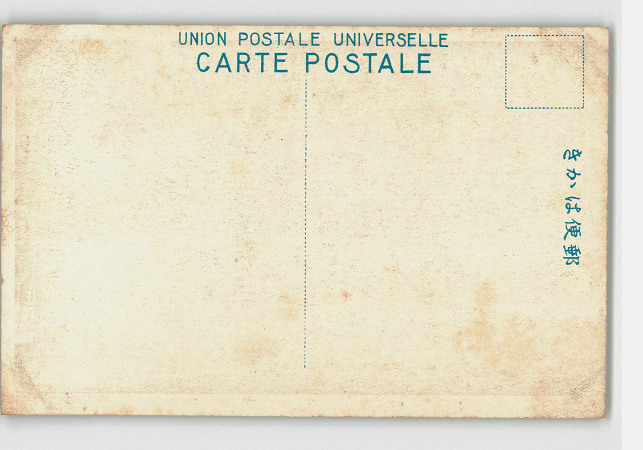 UNION POSTALE UNIVERSELLE
CARTE POSTALE
きかは便郵